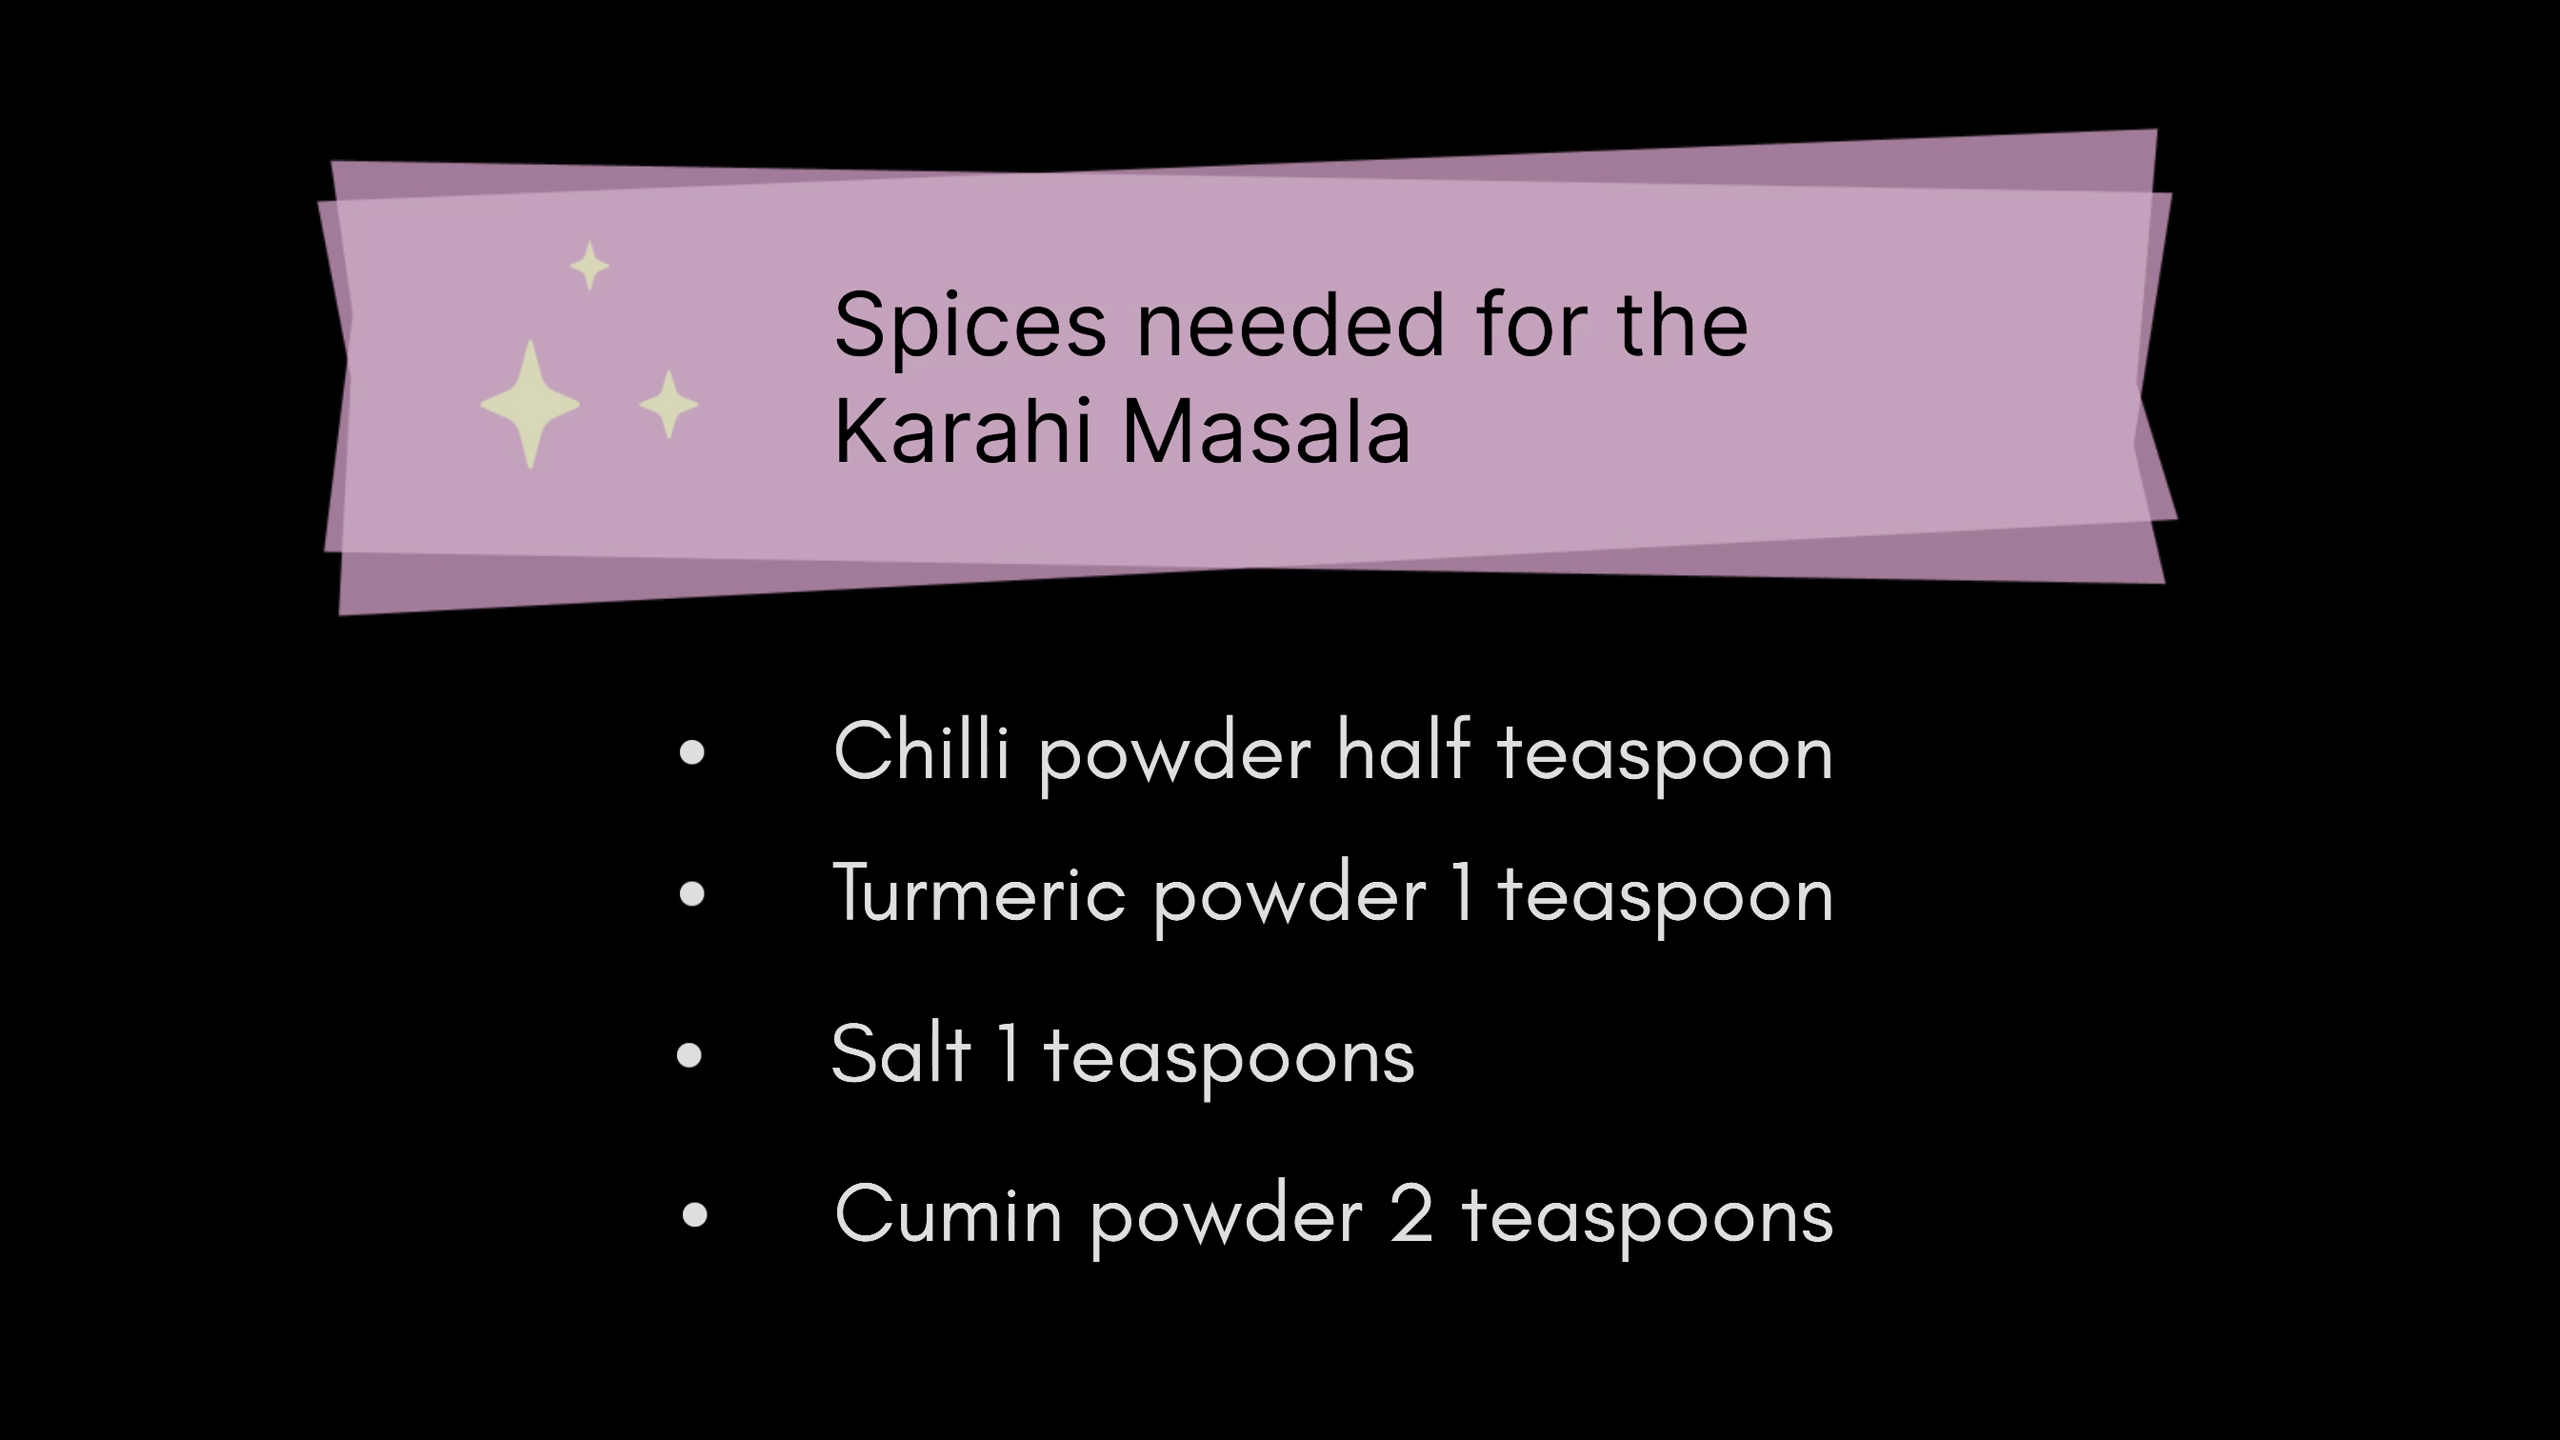 Spices needed for the
Karahi Masala
• Chilli powder half teaspoon
• Turmeric powder 1 teaspoon
• Salt 1 teaspoons
• Cumin powder 2 teaspoons